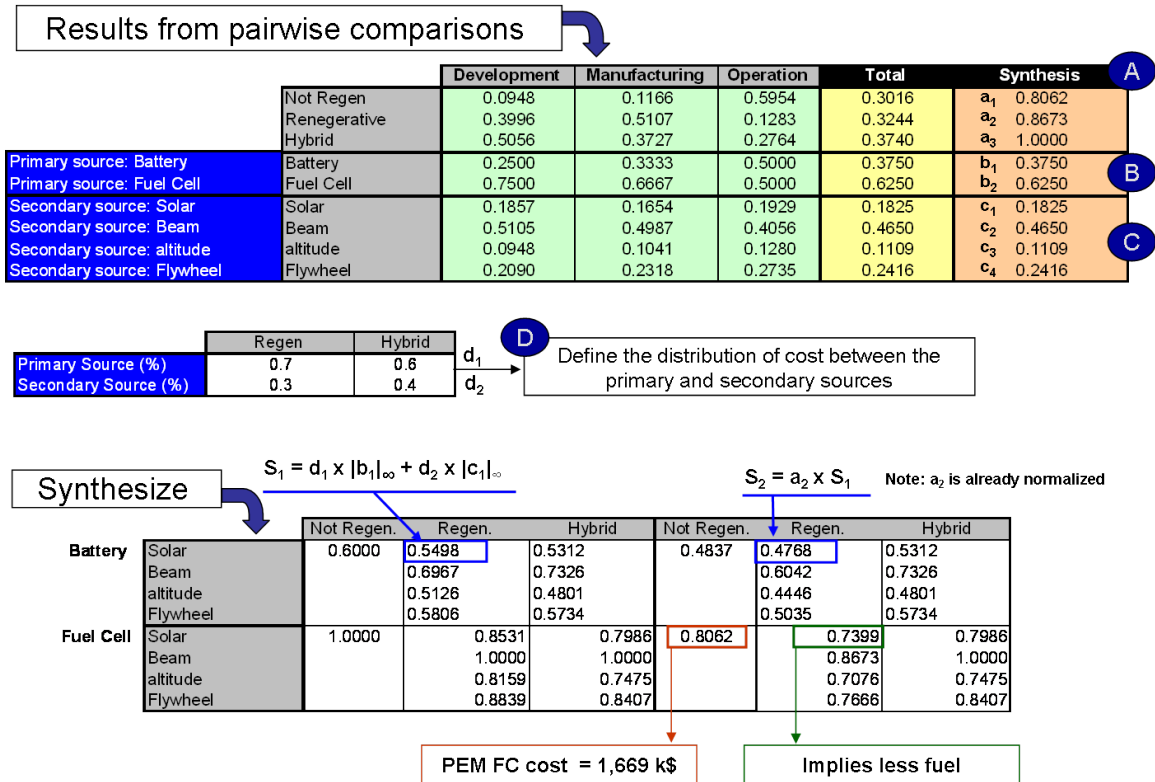 Results from pairwise comparisons
Development Manufacturing Operation Total Synthesis A
Not Regen 0.0948 0.1166 0.5954 0.3016 a1 0.8062
Renegerative 0.3996 0.5107 0.1283 0.3244 a2 0.8673
Hybrid 0.5056 0.3727 0.2764 0.3740 a3 1.0000
Primary source: Battery Battery 0.2500 0.3333 0.5000 0.3750 b1 0.3750
Primary source: Fuel Cell Fuel Cell 0.7500 0.6667 0.5000 0.6250 b2 0.6250
B
Secondary source: Solar Solar 0.1857 0.1654 0.1929 0.1825 c1 0.1825
Secondary source: Beam Beam 0.5105 0.4987 0.4056 0.4650 c2 0.4650
Secondary source: altitude altitude 0.0948 0.1041 0.1280 0.1109 c3 0.1109
Secondary source: Flywheel Flywheel 0.2090 0.2318 0.2735 0.2416 c4 0.2416
C
Regen Hybrid
Primary Source (%) 0.7 0.6 d1
Secondary Source (%) 0.3 0.4 d2
D
Define the distribution of cost between the
primary and secondary sources
S1 = d1 x |b1|∞ + d2 x |c1|∞
S2 = a2 x S1
Note: a2 is already normalized
Synthesize
Not Regen. Regen. Hybrid Not Regen. Regen. Hybrid
Battery Solar 0.6000 0.5498 0.5312 0.4837 0.4768 0.5312
Beam 0.6967 0.7326 0.6042 0.7326
altitude 0.5126 0.4801 0.4446 0.4801
Flywheel 0.5806 0.5734 0.5035 0.5734
Fuel Cell Solar 1.0000 0.8531 0.7986 0.8062 0.7399 0.7986
Beam 1.0000 1.0000 0.8673 1.0000
altitude 0.8159 0.7475 0.7076 0.7475
Flywheel 0.8839 0.8407 0.7666 0.8407
PEM FC cost = 1,669 k$
Implies less fuel